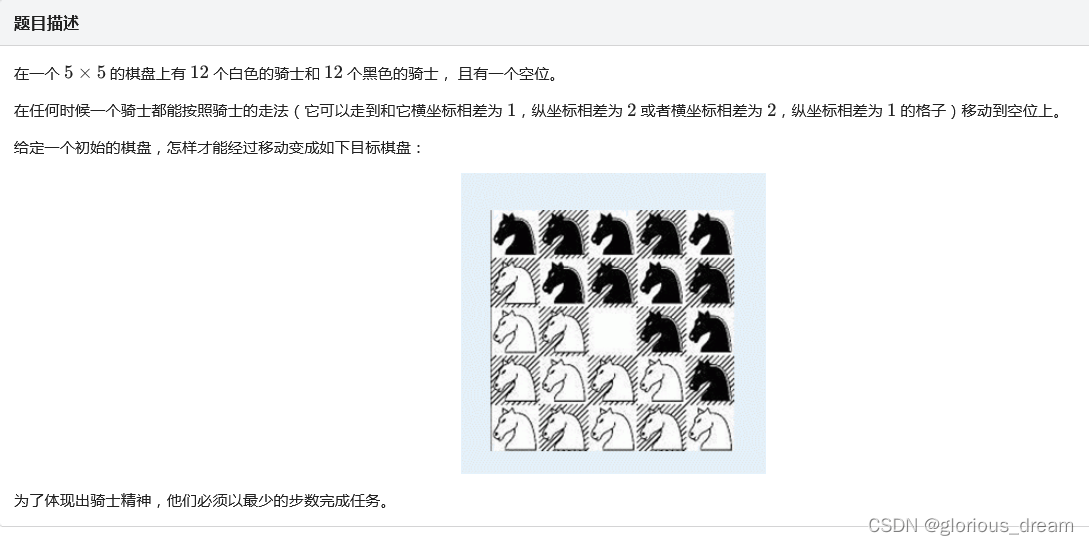 题目描述
在一个 5 × 5 的棋盘上有 12 个白色的骑士和 12 个黑色的骑士， 且有一个空位。
在任何时候一个骑士都能按照骑士的走法（它可以走到和它横坐标相差为 1，纵坐标相差为 2 或者横坐标相差为 2，纵坐标相差为 1 的格子）移动到空位上。
给定一个初始的棋盘，怎样才能经过移动变成如下目标棋盘：
为了体现出骑士精神，他们必须以最少的步数完成任务。
CSDN @glorious_dream